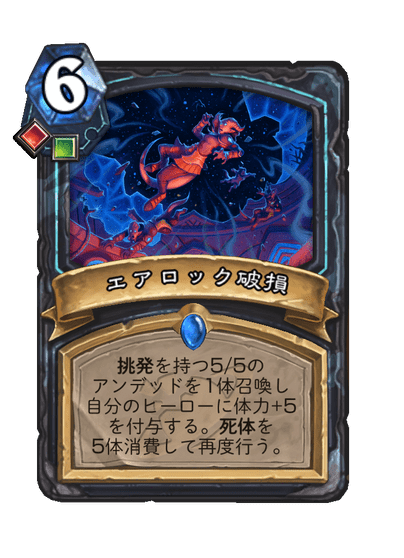 6
エアロック破損
挑発を持つ5/5の
アンデッドを1体召喚し
自分のヒーローに体力+5
を付与する。死体を
5体消費して再度行う。